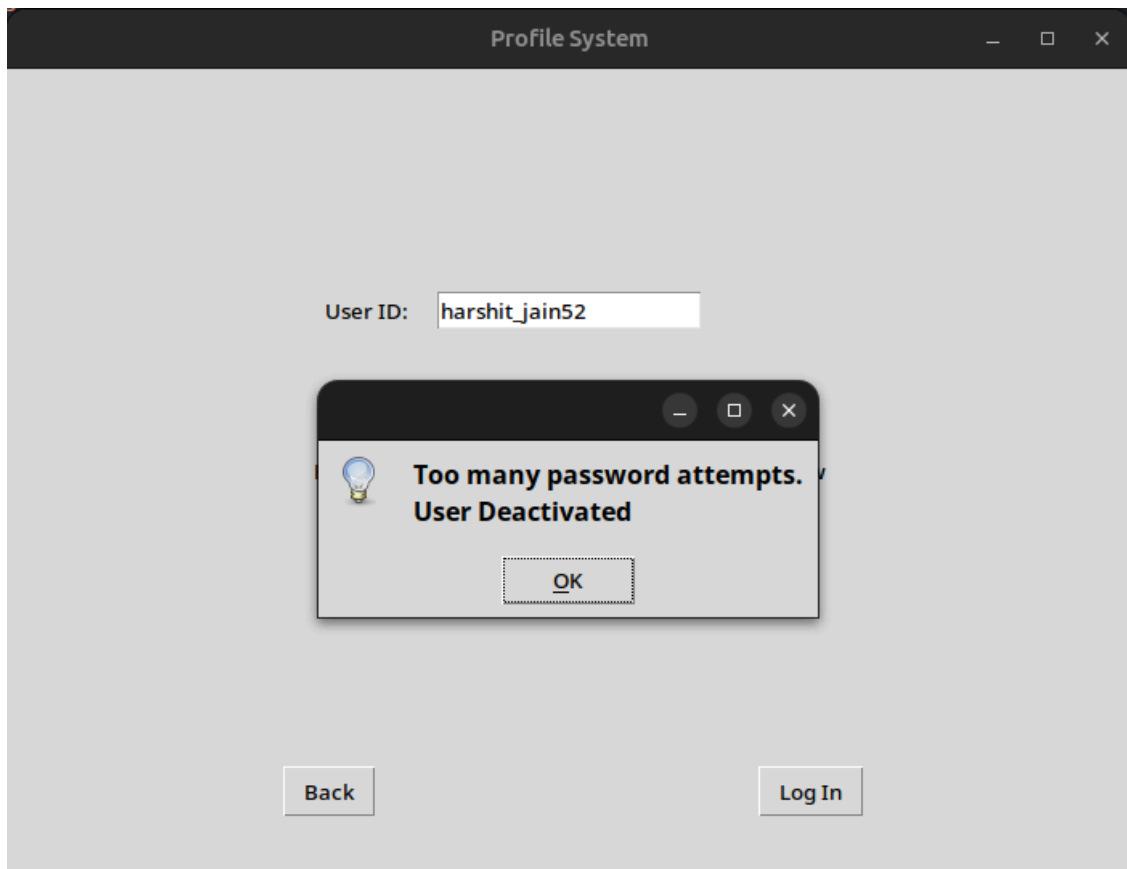 Profile System
User ID: harshit_jain52
Too many password attempts.
User Deactivated
OK
Back
Log In